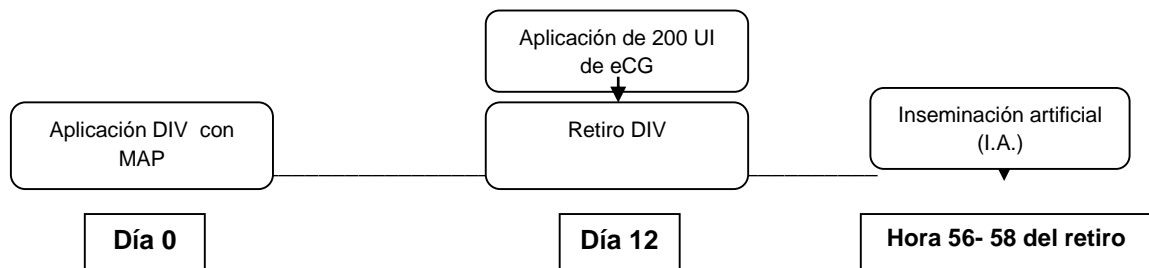 Aplicación de 200 UI
de eCG
Aplicación DIV con
MAP
Retiro DIV
Inseminación artificial
(I.A.)
Día 0
Día 12
Hora 56- 58 del retiro